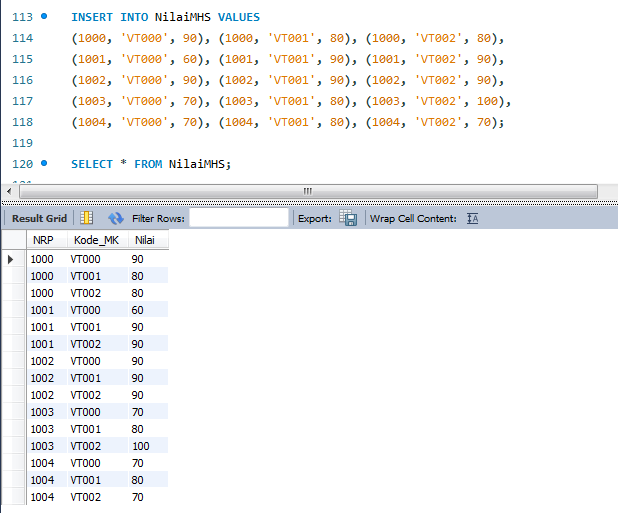 113 INSERT INTO NilaiMHS VALUES
114 (1000, 'VT000', 90), (1000, 'VT001', 80), (1000, 'VT002', 80),
115 (1001, 'VT000', 60), (1001, 'VT001', 90), (1001, 'VT002', 90),
116 (1002, 'VT000', 90), (1002, 'VT001', 90), (1002, 'VT002', 90),
117 (1003, 'VT000', 70), (1003, 'VT001', 80), (1003, 'VT002', 100),
118 (1004, 'VT000', 70), (1004, 'VT001', 80), (1004, 'VT002', 70);
119
120 SELECT * FROM NilaiMHS;
Result Grid Filter Rows: Export: Wrap Cell Content:
NRP Kode_MK Nilai
1000 VT000 90
1000 VT001 80
1000 VT002 80
1001 VT000 60
1001 VT001 90
1001 VT002 90
1002 VT000 90
1002 VT001 90
1002 VT002 90
1003 VT000 70
1003 VT001 80
1003 VT002 100
1004 VT000 70
1004 VT001 80
1004 VT002 70